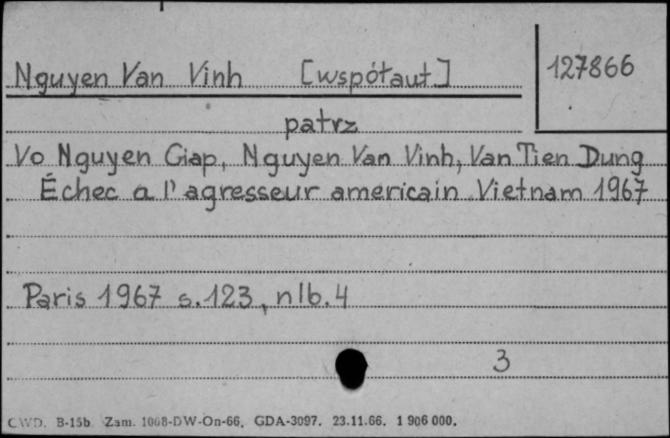 Nguyen Van Vinh [współaut]
127866
patrz
Vo Nguyen Giap, Nguyen Van Vinh, Van Tien Dung
Échec a l'agresseur americain Vietnam 1967
Paris 1967 s.123, nlb.4
3
CWD. B-15b. Zam. 1068-DW-On-66, GDA-3097. 23.11.66. 1 906 000.